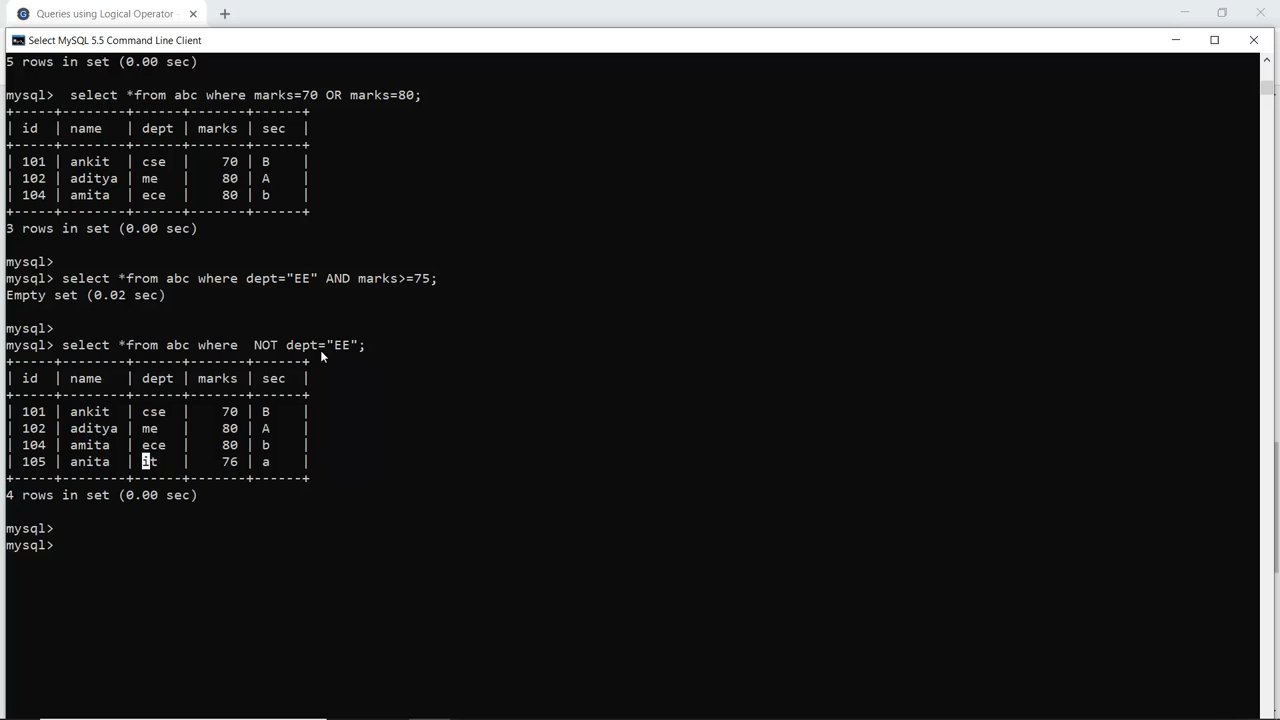 Queries using Logical Operator
Select MySQL 5.5 Command Line Client
5 rows in set (0.00 sec)
mysql>  select *from abc where marks=70 OR marks=80;
+-----+--------+------+-------+------+
| id  | name   | dept | marks | sec  |
+-----+--------+------+-------+------+
| 101 | ankit  | cse  |    70 | B    |
| 102 | aditya | me   |    80 | A    |
| 104 | amita  | ece  |    80 | b    |
+-----+--------+------+-------+------+
3 rows in set (0.00 sec)
mysql>
mysql> select *from abc where dept="EE" AND marks>=75;
Empty set (0.02 sec)
mysql>
mysql> select *from abc where  NOT dept="EE";
+-----+--------+------+-------+------+
| id  | name   | dept | marks | sec  |
+-----+--------+------+-------+------+
| 101 | ankit  | cse  |    70 | B    |
| 102 | aditya | me   |    80 | A    |
| 104 | amita  | ece  |    80 | b    |
| 105 | anita  | it   |    76 | a    |
+-----+--------+------+-------+------+
4 rows in set (0.00 sec)
mysql>
mysql>